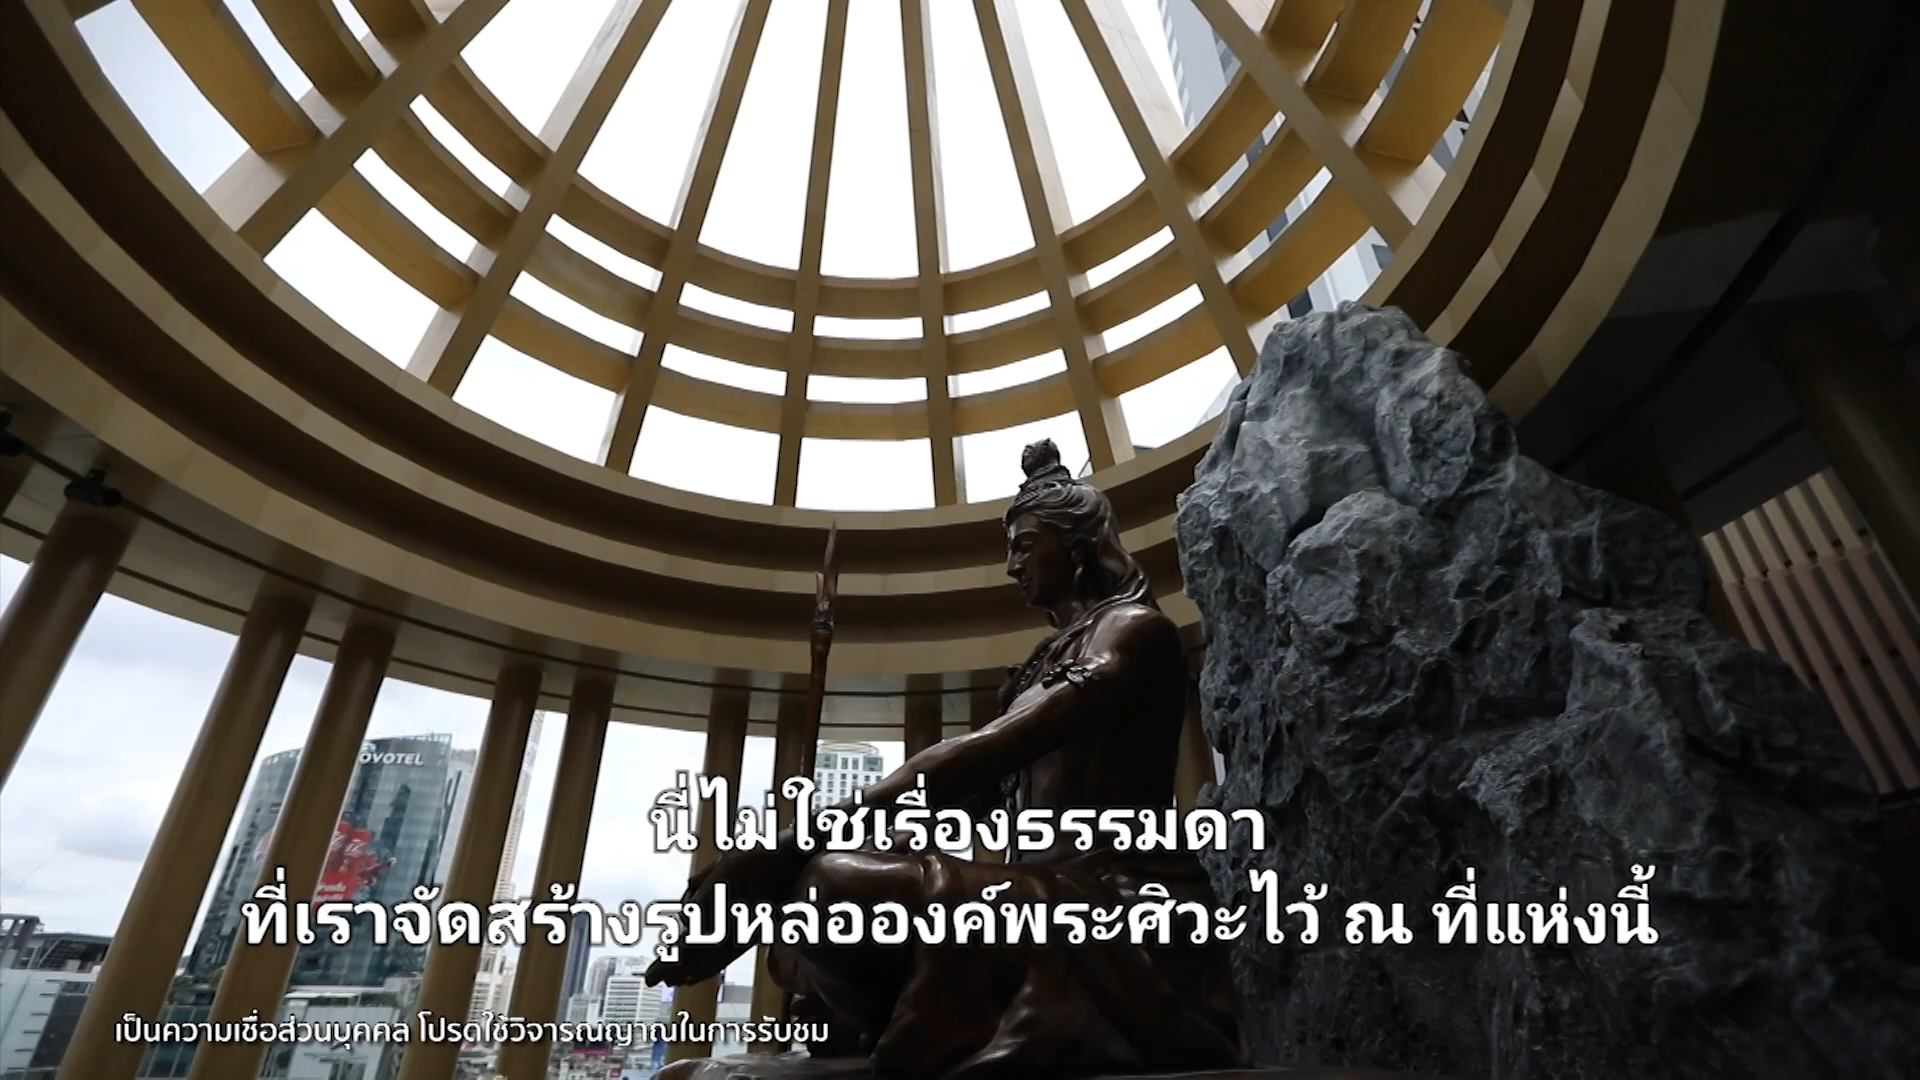 OVOTEL
นี่ไม่ใช่เรื่องธรรมดา
ที่เราจัดสร้างรูปหล่อองค์พระศิวะไว้ ณ ที่แห่งนี้
เป็นความเชื่อส่วนบุคคล โปรดใช้วิจารณญาณในการรับชม